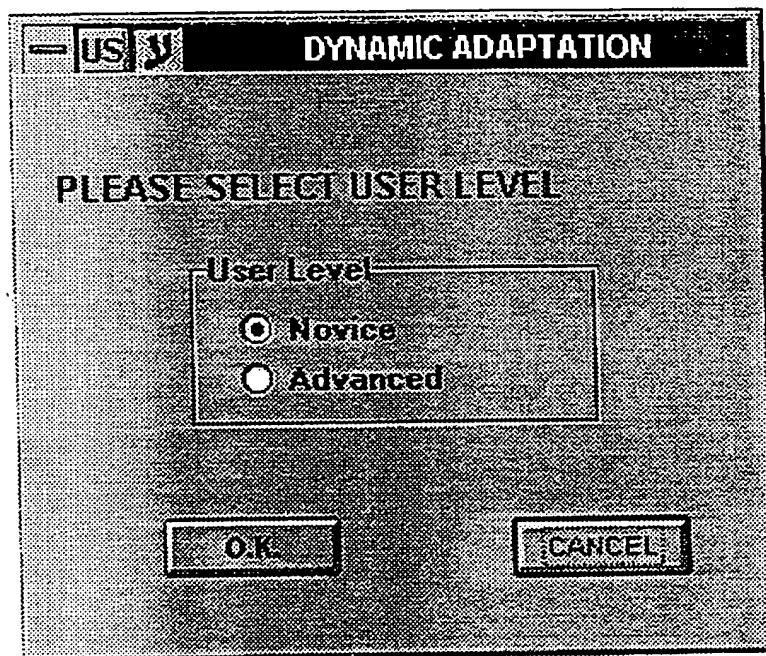 US DYNAMIC ADAPTATION
PLEASE SELECT USER LEVEL
User Level
Novice
Advanced
O.K.
CANCEL